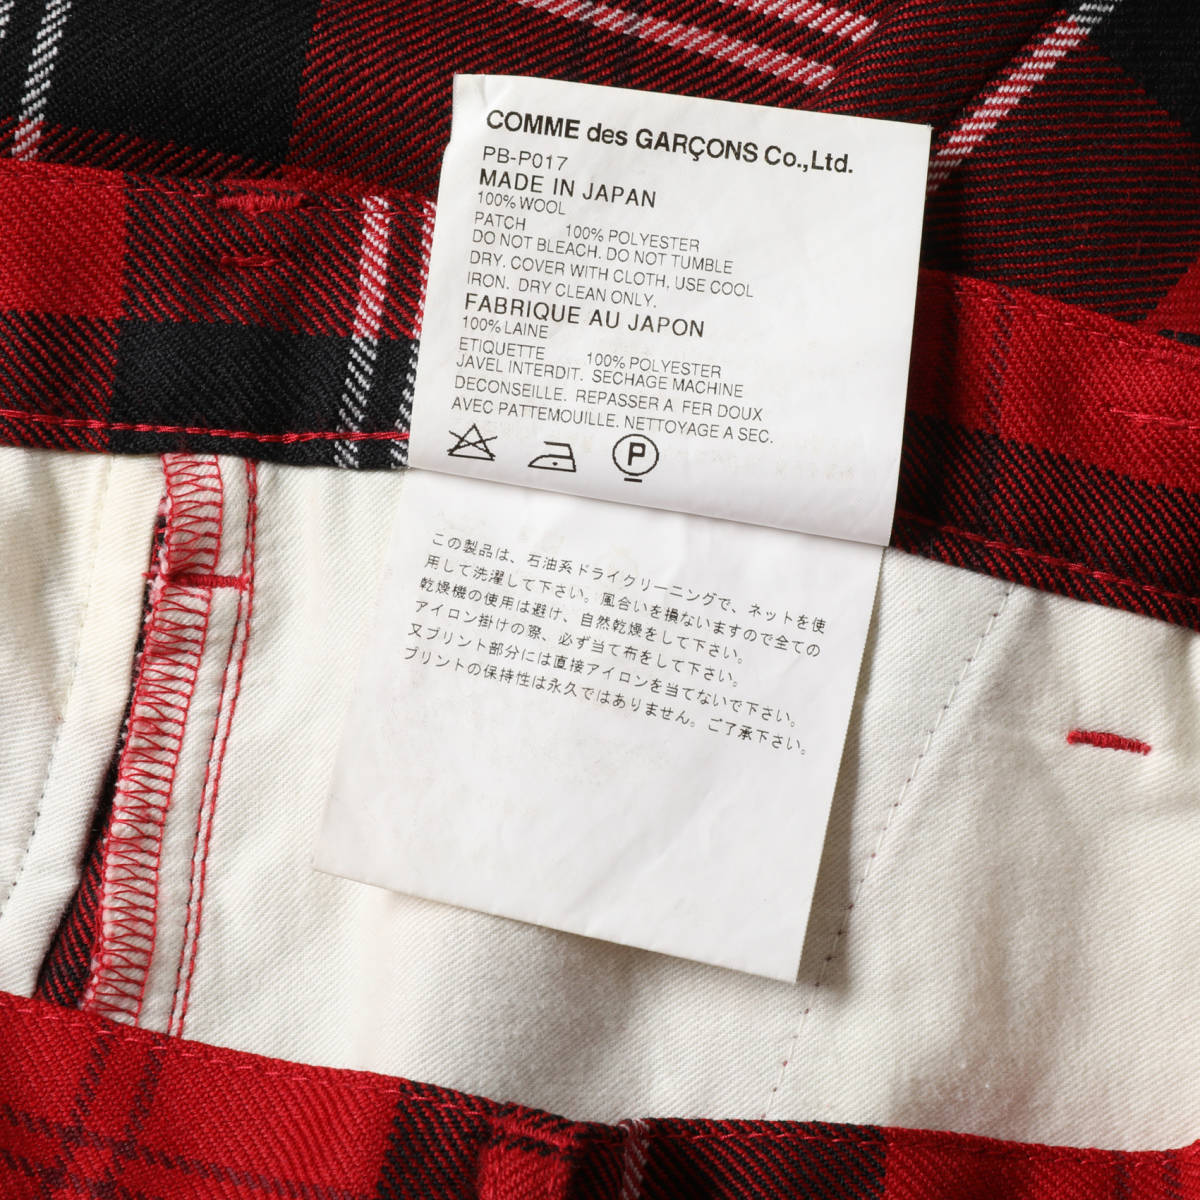 COMME des GARÇONS Co.,Ltd.
PB-P017
MADE IN JAPAN
100% WOOL
PATCH 100% POLYESTER
DO NOT BLEACH. DO NOT TUMBLE
DRY. COVER WITH CLOTH, USE COOL
IRON. DRY CLEAN ONLY.
FABRIQUE AU JAPON
100% LAINE
ETIQUETTE 100% POLYESTER
JAVEL INTERDIT. SECHAGE MACHINE
DECONSEILLE. REPASSER A FER DOUX
AVEC PATTEMOUILLE. NETTOYAGE A SEC.
P
この製品は、石油系ドライクリーニングで、ネットを使
用して洗濯して下さい。風合いを損ないますので全ての
乾燥機の使用は避け、自然乾燥をして下さい。
アイロン掛けの際、必ず当て布をして下さい。
又プリント部分には直接アイロンを当てないで下さい。
プリントの保持性は永久ではありません。ご了承下さい。